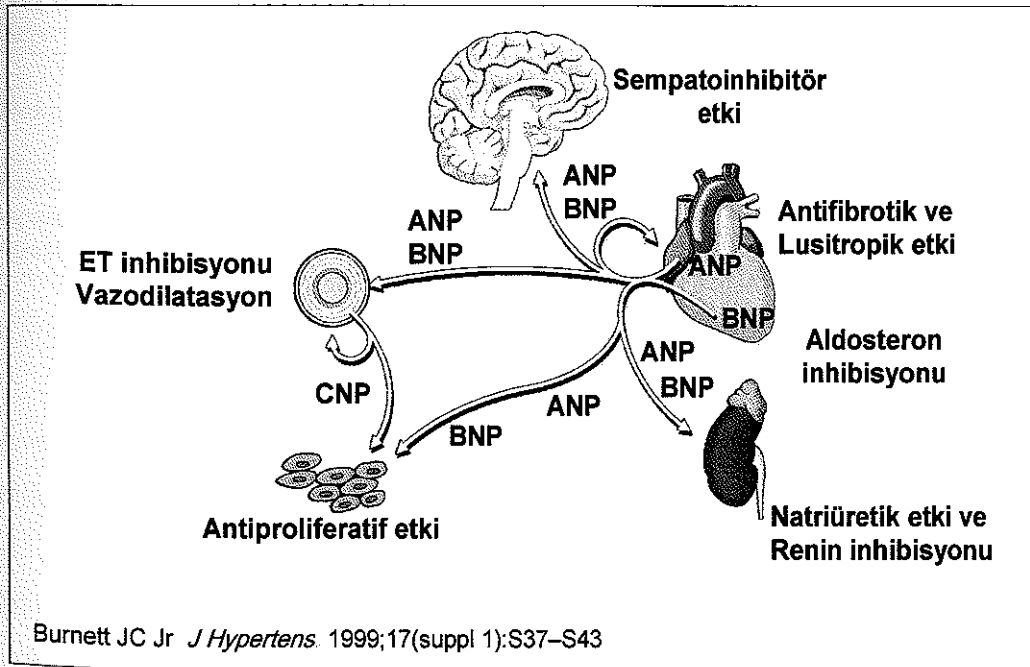 Sempatoinhibitör
etki
ANP
BNP
ANP
BNP
Antifibrotik ve
Lusitropik etki
ET inhibisyonu
Vazodilatasyon
ANP
BNP
Aldosteron
inhibisyonu
ANP
BNP
CNP
ANP
BNP
Antiproliferatif etki
Natriüretik etki ve
Renin inhibisyonu
Burnett JC Jr J Hypertens. 1999;17(suppl 1):S37–S43